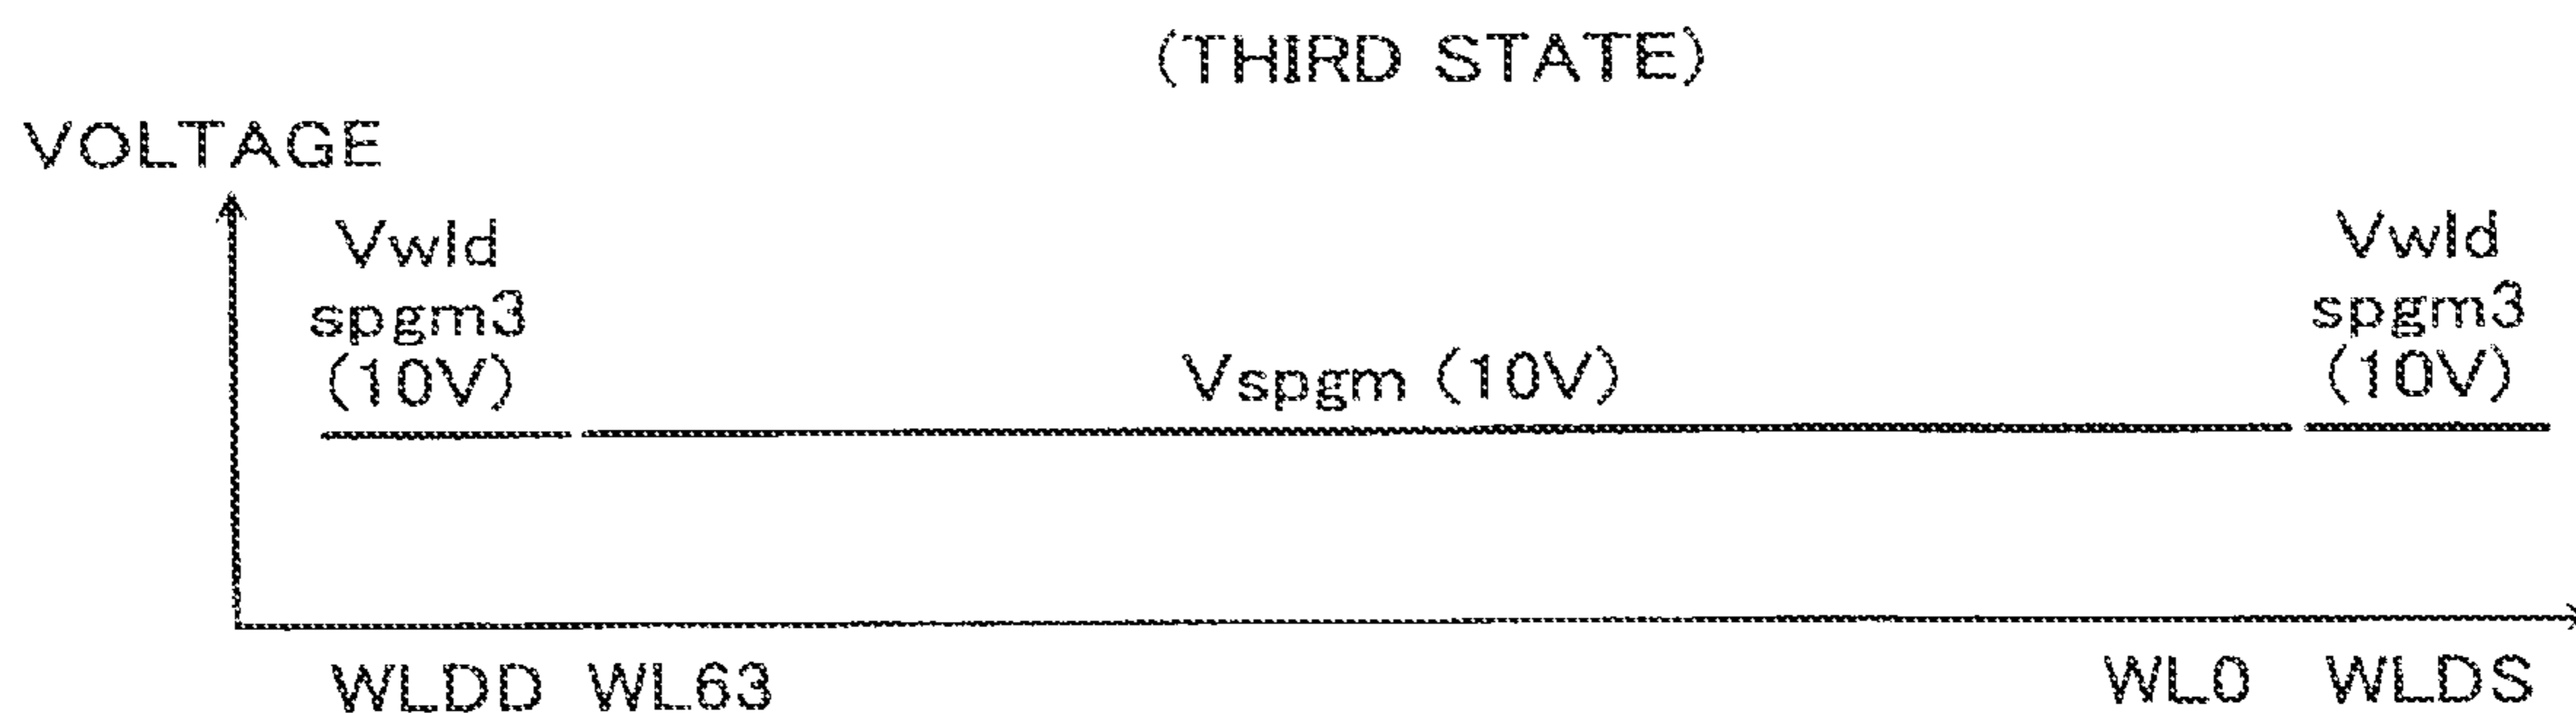 (THIRD STATE)
VOLTAGE
Vwld
spgm3
(10V)
Vspgm (10V)
Vwld
spgm3
(10V)
WLDD WL63 WL0 WLDS